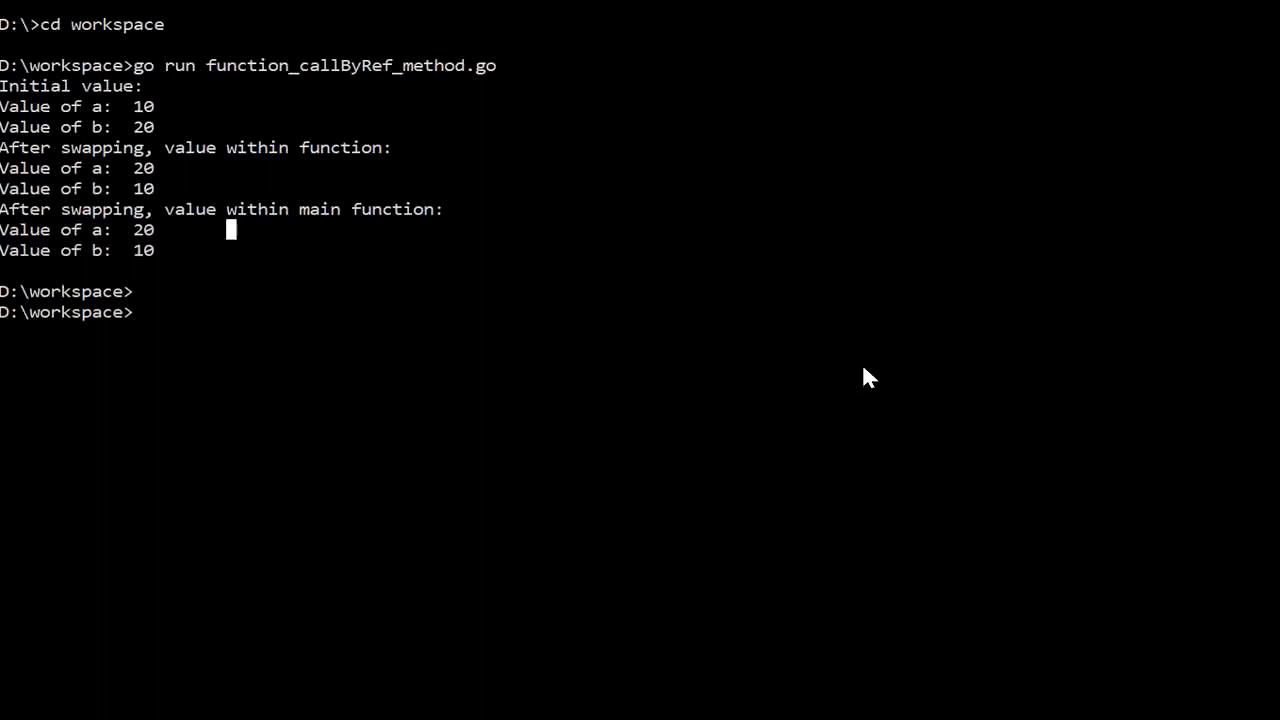 D:\>cd workspace
D:\workspace>go run function_callByRef_method.go
Initial value:
Value of a:  10
Value of b:  20
After swapping, value within function:
Value of a:  20
Value of b:  10
After swapping, value within main function:
Value of a:  20
Value of b:  10
D:\workspace>
D:\workspace>